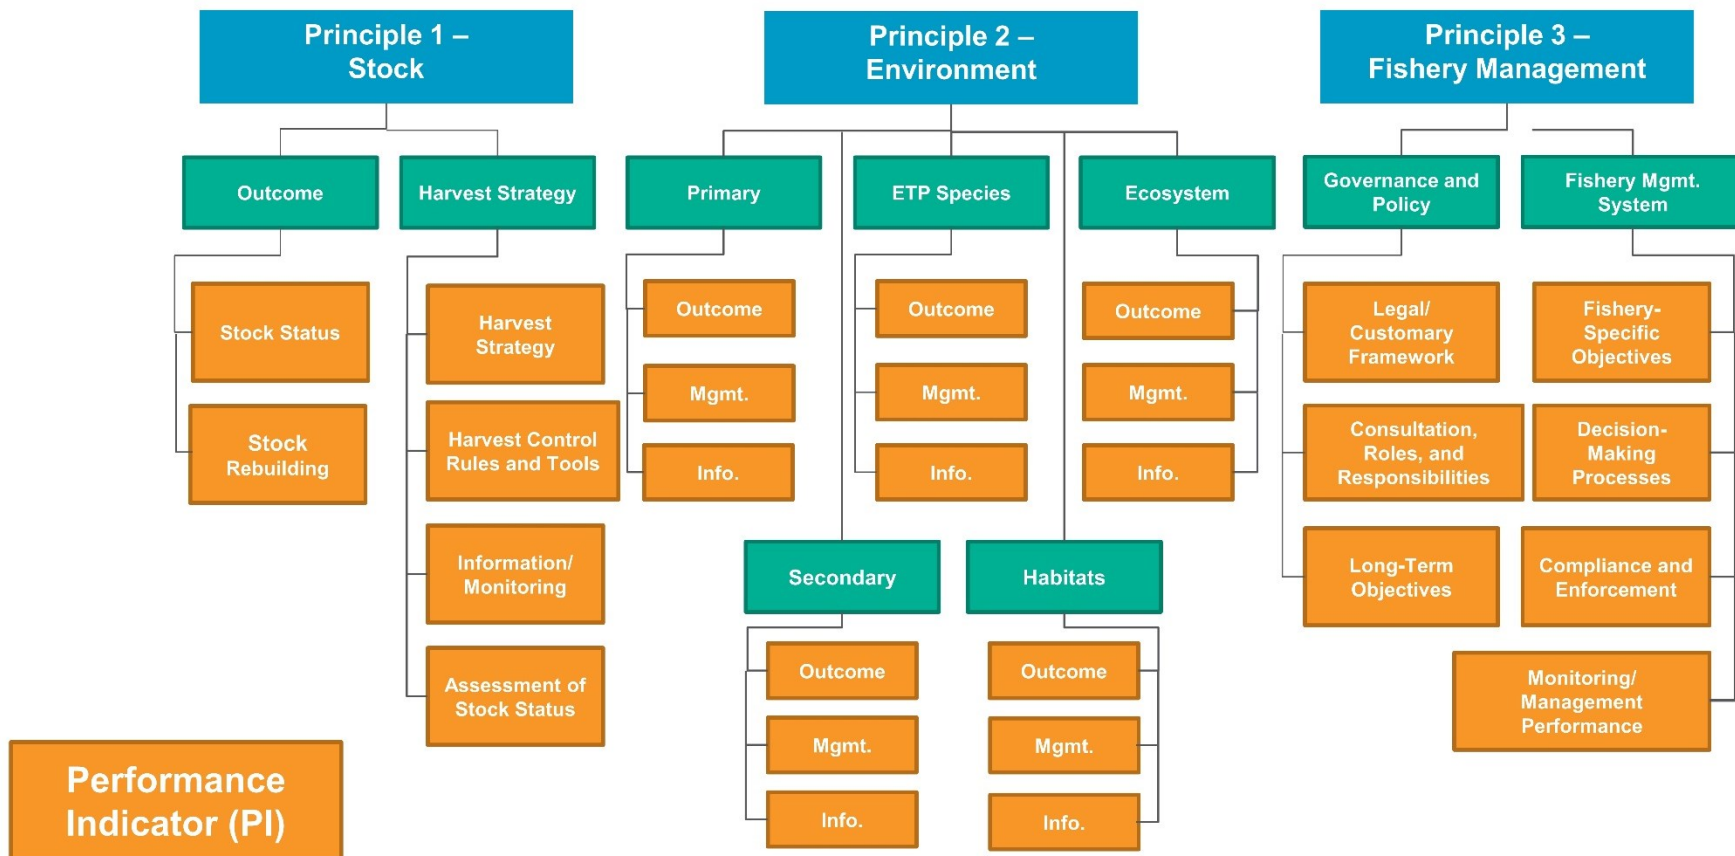 Principle 1 –
Stock
Principle 2 –
Environment
Principle 3 –
Fishery Management
Outcome
Harvest Strategy
Primary
ETP Species
Ecosystem
Governance and
Policy
Fishery Mgmt.
System
Stock Status
Stock
Rebuilding
Harvest
Strategy
Harvest Control
Rules and Tools
Information/
Monitoring
Assessment of
Stock Status
Outcome
Mgmt.
Info.
Outcome
Mgmt.
Info.
Outcome
Mgmt.
Info.
Secondary
Habitats
Outcome
Mgmt.
Info.
Outcome
Mgmt.
Info.
Legal/
Customary
Framework
Consultation,
Roles, and
Responsibilities
Long-Term
Objectives
Fishery-
Specific
Objectives
Decision-
Making
Processes
Compliance and
Enforcement
Monitoring/
Management
Performance
Performance
Indicator (PI)